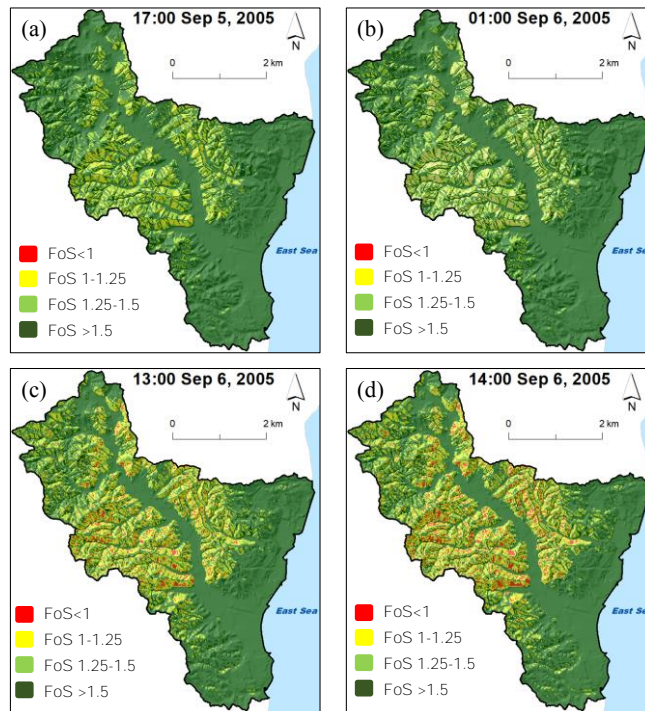 (a)
17:00 Sep 5, 2005
N
0 2 km
East Sea
FoS<1
FoS 1-1.25
FoS 1.25-1.5
FoS >1.5
(b)
01:00 Sep 6, 2005
N
0 2 km
East Sea
FoS<1
FoS 1-1.25
FoS 1.25-1.5
FoS >1.5
(c)
13:00 Sep 6, 2005
N
0 2 km
East Sea
FoS<1
FoS 1-1.25
FoS 1.25-1.5
FoS >1.5
(d)
14:00 Sep 6, 2005
N
0 2 km
East Sea
FoS<1
FoS 1-1.25
FoS 1.25-1.5
FoS >1.5